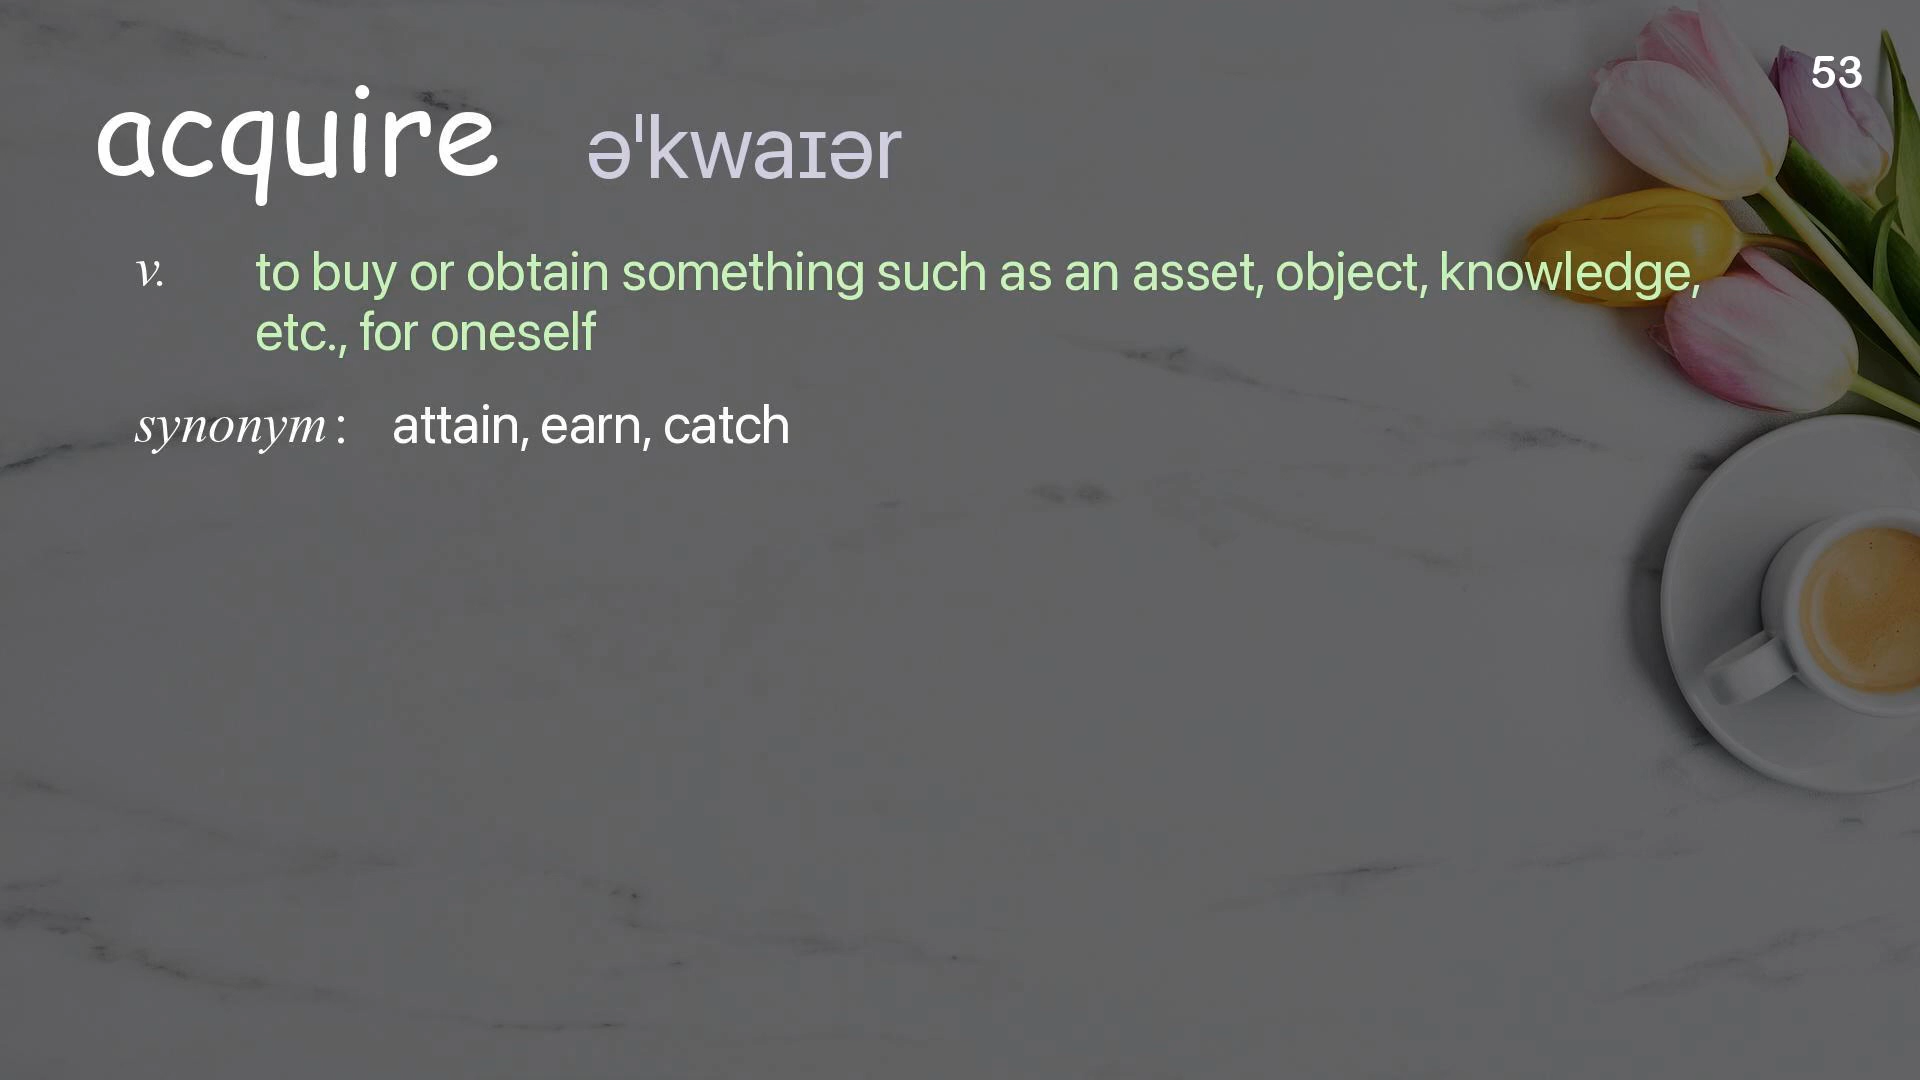 53
acquire əˈkwaɪər
v. to buy or obtain something such as an asset, object, knowledge,
etc., for oneself
synonym : attain, earn, catch